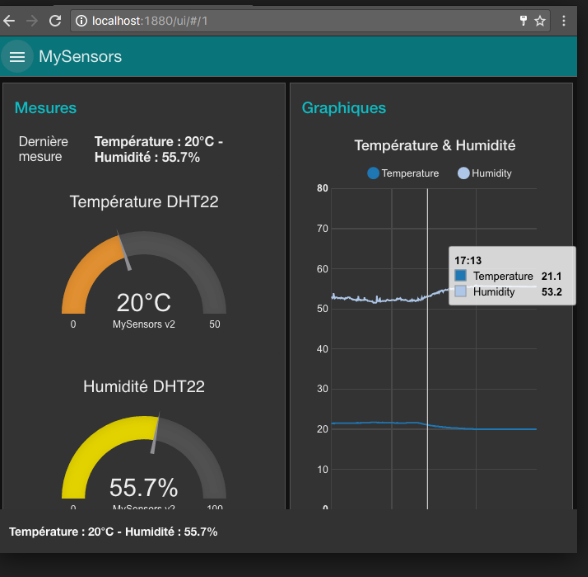 localhost:1880/ui/#/1
MySensors
Mesures
Dernière mesure
Température : 20°C - Humidité : 55.7%
Température DHT22
20°C
0
MySensors v2
50
Humidité DHT22
55.7%
0
MySensors v2
100
Graphiques
Température & Humidité
Temperature
Humidity
80
70
60
50
40
30
20
10
0
17:13
Temperature 21.1
Humidity 53.2
Température : 20°C - Humidité : 55.7%